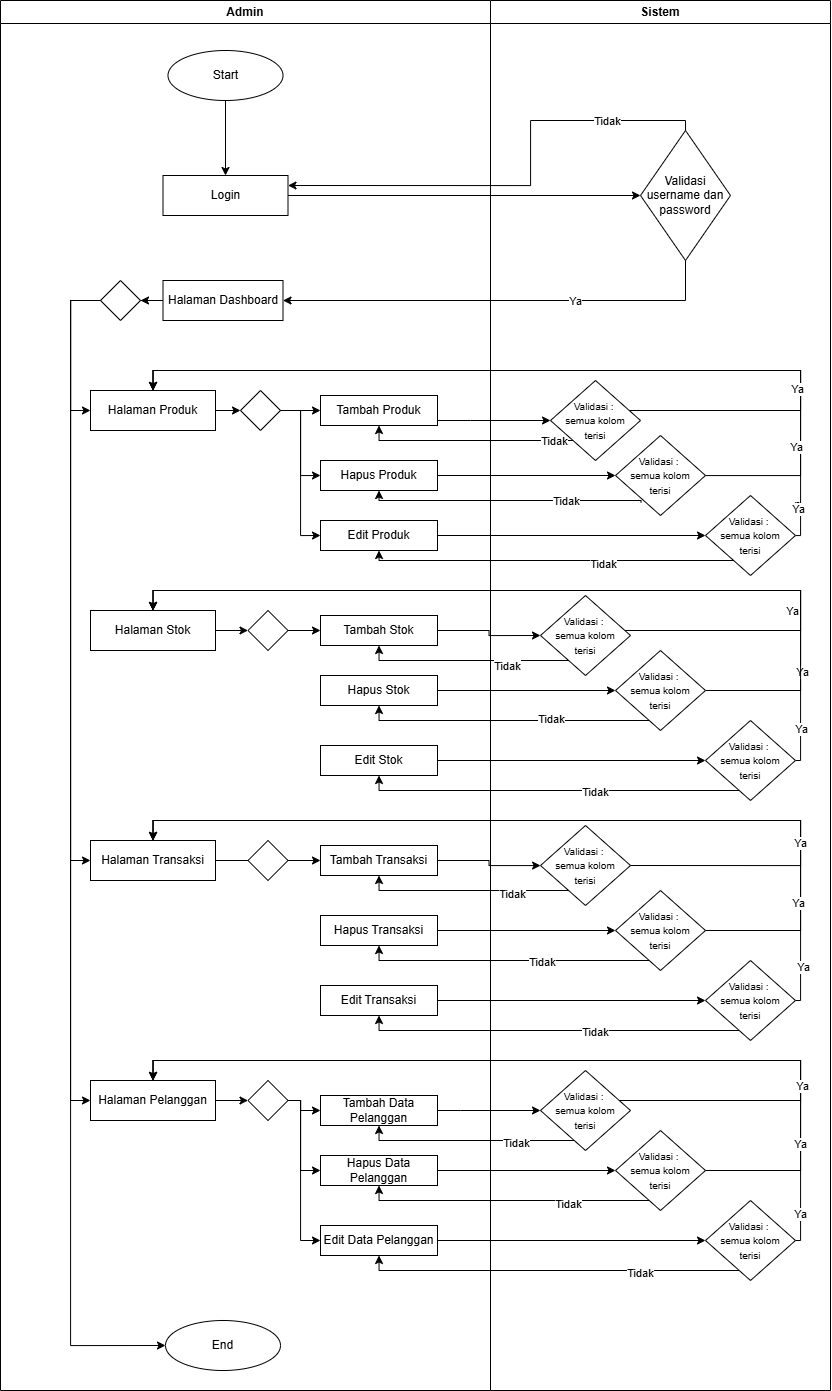 Admin
Sistem
Start
Tidak
Login
Validasi
username dan
password
Halaman Dashboard
Ya
Halaman Produk
Tambah Produk
Validasi :
semua kolom
terisi
Ya
Tidak
Hapus Produk
Validasi :
semua kolom
terisi
Ya
Tidak
Edit Produk
Validasi :
semua kolom
terisi
Ya
Tidak
Halaman Stok
Tambah Stok
Validasi :
semua kolom
terisi
Ya
Tidak
Hapus Stok
Validasi :
semua kolom
terisi
Ya
Tidak
Edit Stok
Validasi :
semua kolom
terisi
Ya
Tidak
Halaman Transaksi
Tambah Transaksi
Validasi :
semua kolom
terisi
Ya
Tidak
Hapus Transaksi
Validasi :
semua kolom
terisi
Ya
Tidak
Edit Transaksi
Validasi :
semua kolom
terisi
Ya
Tidak
Halaman Pelanggan
Tambah Data
Pelanggan
Validasi :
semua kolom
terisi
Ya
Tidak
Hapus Data
Pelanggan
Validasi :
semua kolom
terisi
Ya
Tidak
Edit Data Pelanggan
Validasi :
semua kolom
terisi
Ya
Tidak
End